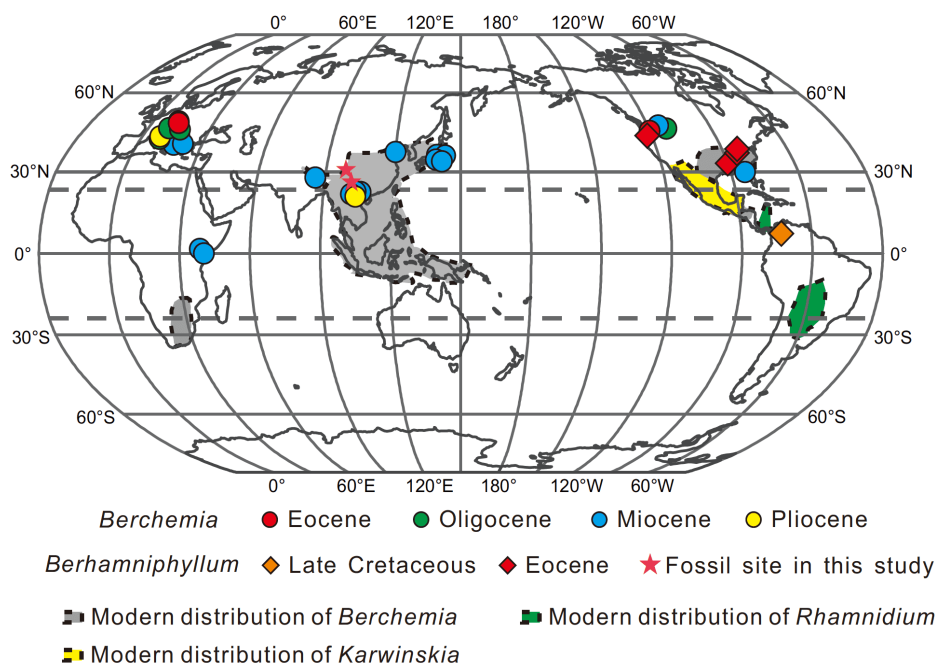 0° 60°E 120°E 180° 120°W 60°W
60°N 60°N
30°N 30°N
0° 0°
30°S 30°S
60°S 60°S
0° 60°E 120°E 180° 120°W 60°W
Berchemia Eocene Oligocene Miocene Pliocene
Berhamniphyllum Late Cretaceous Eocene Fossil site in this study
Modern distribution of Berchemia Modern distribution of Rhamnidium
Modern distribution of Karwinskia